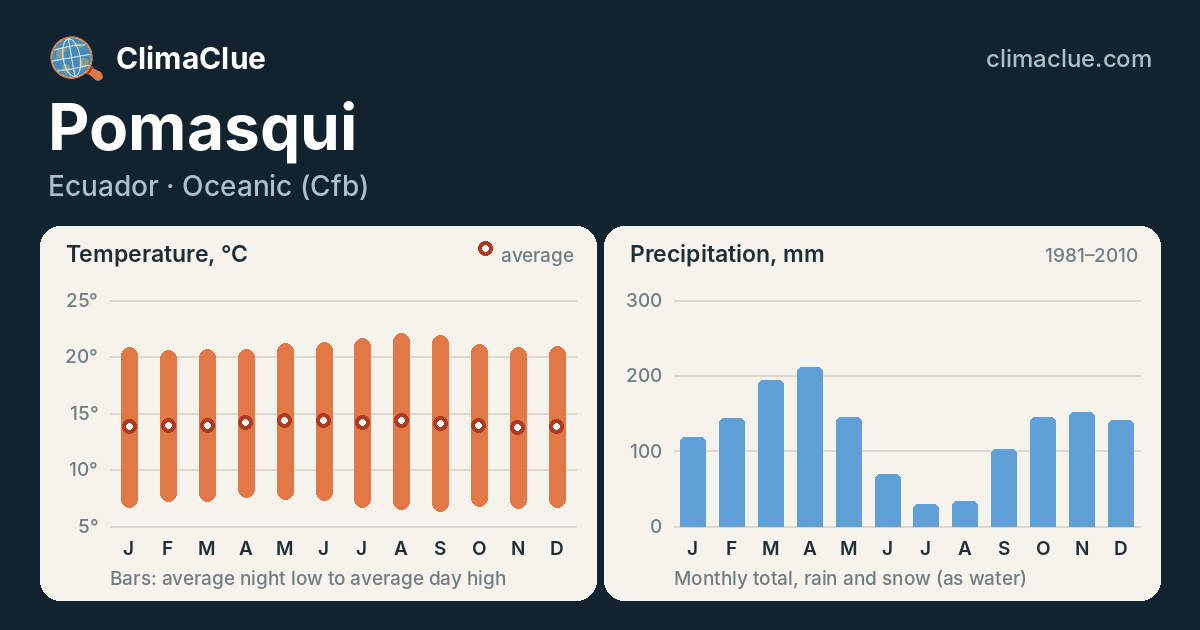 ClimaClue
climaclue.com
Pomasqui
Ecuador · Oceanic (Cfb)
Temperature, °C
average
25°
20°
15°
10°
5°
J F M A M J J A S O N D
Bars: average night low to average day high
Precipitation, mm
1981–2010
300
200
100
0
J F M A M J J A S O N D
Monthly total, rain and snow (as water)